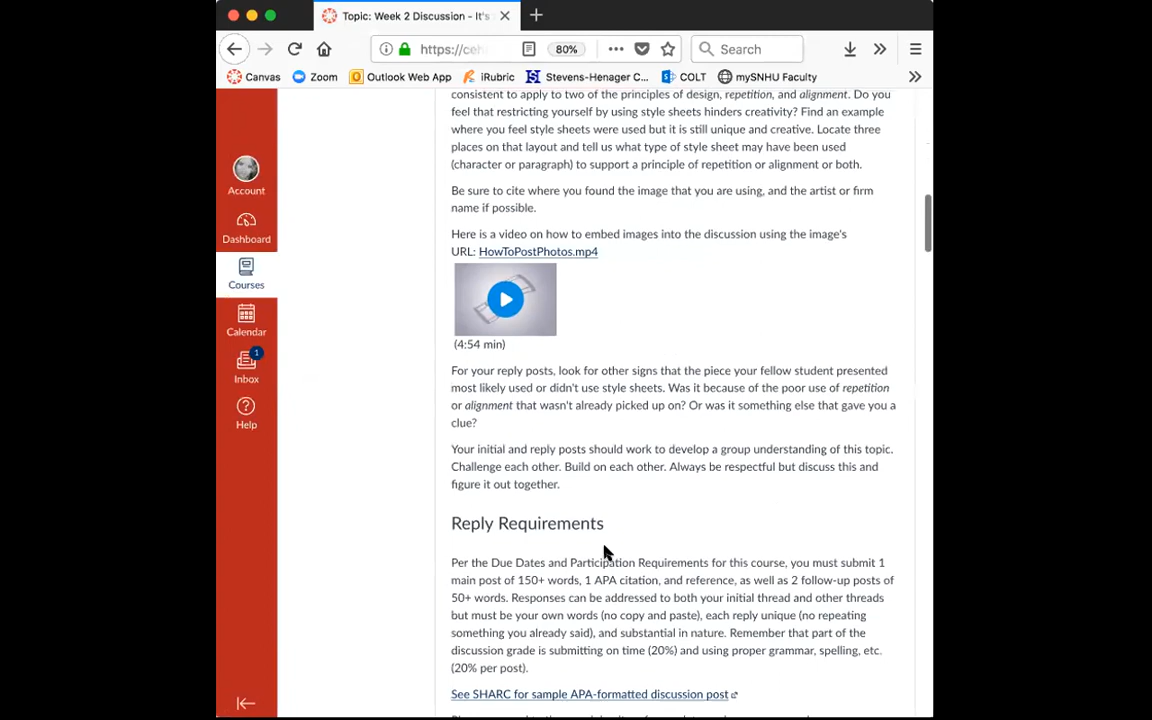 Topic: Week 2 Discussion - It's
https://ceh
80%
Search
Canvas
Zoom
Outlook Web App
iRubric
Stevens-Henager C...
COLT
mySNHU Faculty
consistent to apply to two of the principles of design, repetition, and alignment. Do you
feel that restricting yourself by using style sheets hinders creativity? Find an example
where you feel style sheets were used but it is still unique and creative. Locate three
places on that layout and tell us what type of style sheet may have been used
(character or paragraph) to support a principle of repetition or alignment or both.
Be sure to cite where you found the image that you are using, and the artist or firm
name if possible.
Here is a video on how to embed images into the discussion using the image's
URL: HowToPostPhotos.mp4
(4:54 min)
For your reply posts, look for other signs that the piece your fellow student presented
most likely used or didn't use style sheets. Was it because of the poor use of repetition
or alignment that wasn't already picked up on? Or was it something else that gave you a
clue?
Your initial and reply posts should work to develop a group understanding of this topic.
Challenge each other. Build on each other. Always be respectful but discuss this and
figure it out together.
Reply Requirements
Per the Due Dates and Participation Requirements for this course, you must submit 1
main post of 150+ words, 1 APA citation, and reference, as well as 2 follow-up posts of
50+ words. Responses can be addressed to both your initial thread and other threads
but must be your own words (no copy and paste), each reply unique (no repeating
something you already said), and substantial in nature. Remember that part of the
discussion grade is submitting on time (20%) and using proper grammar, spelling, etc.
(20% per post).
See SHARC for sample APA-formatted discussion post
Account
Dashboard
Courses
Calendar
1
Inbox
Help